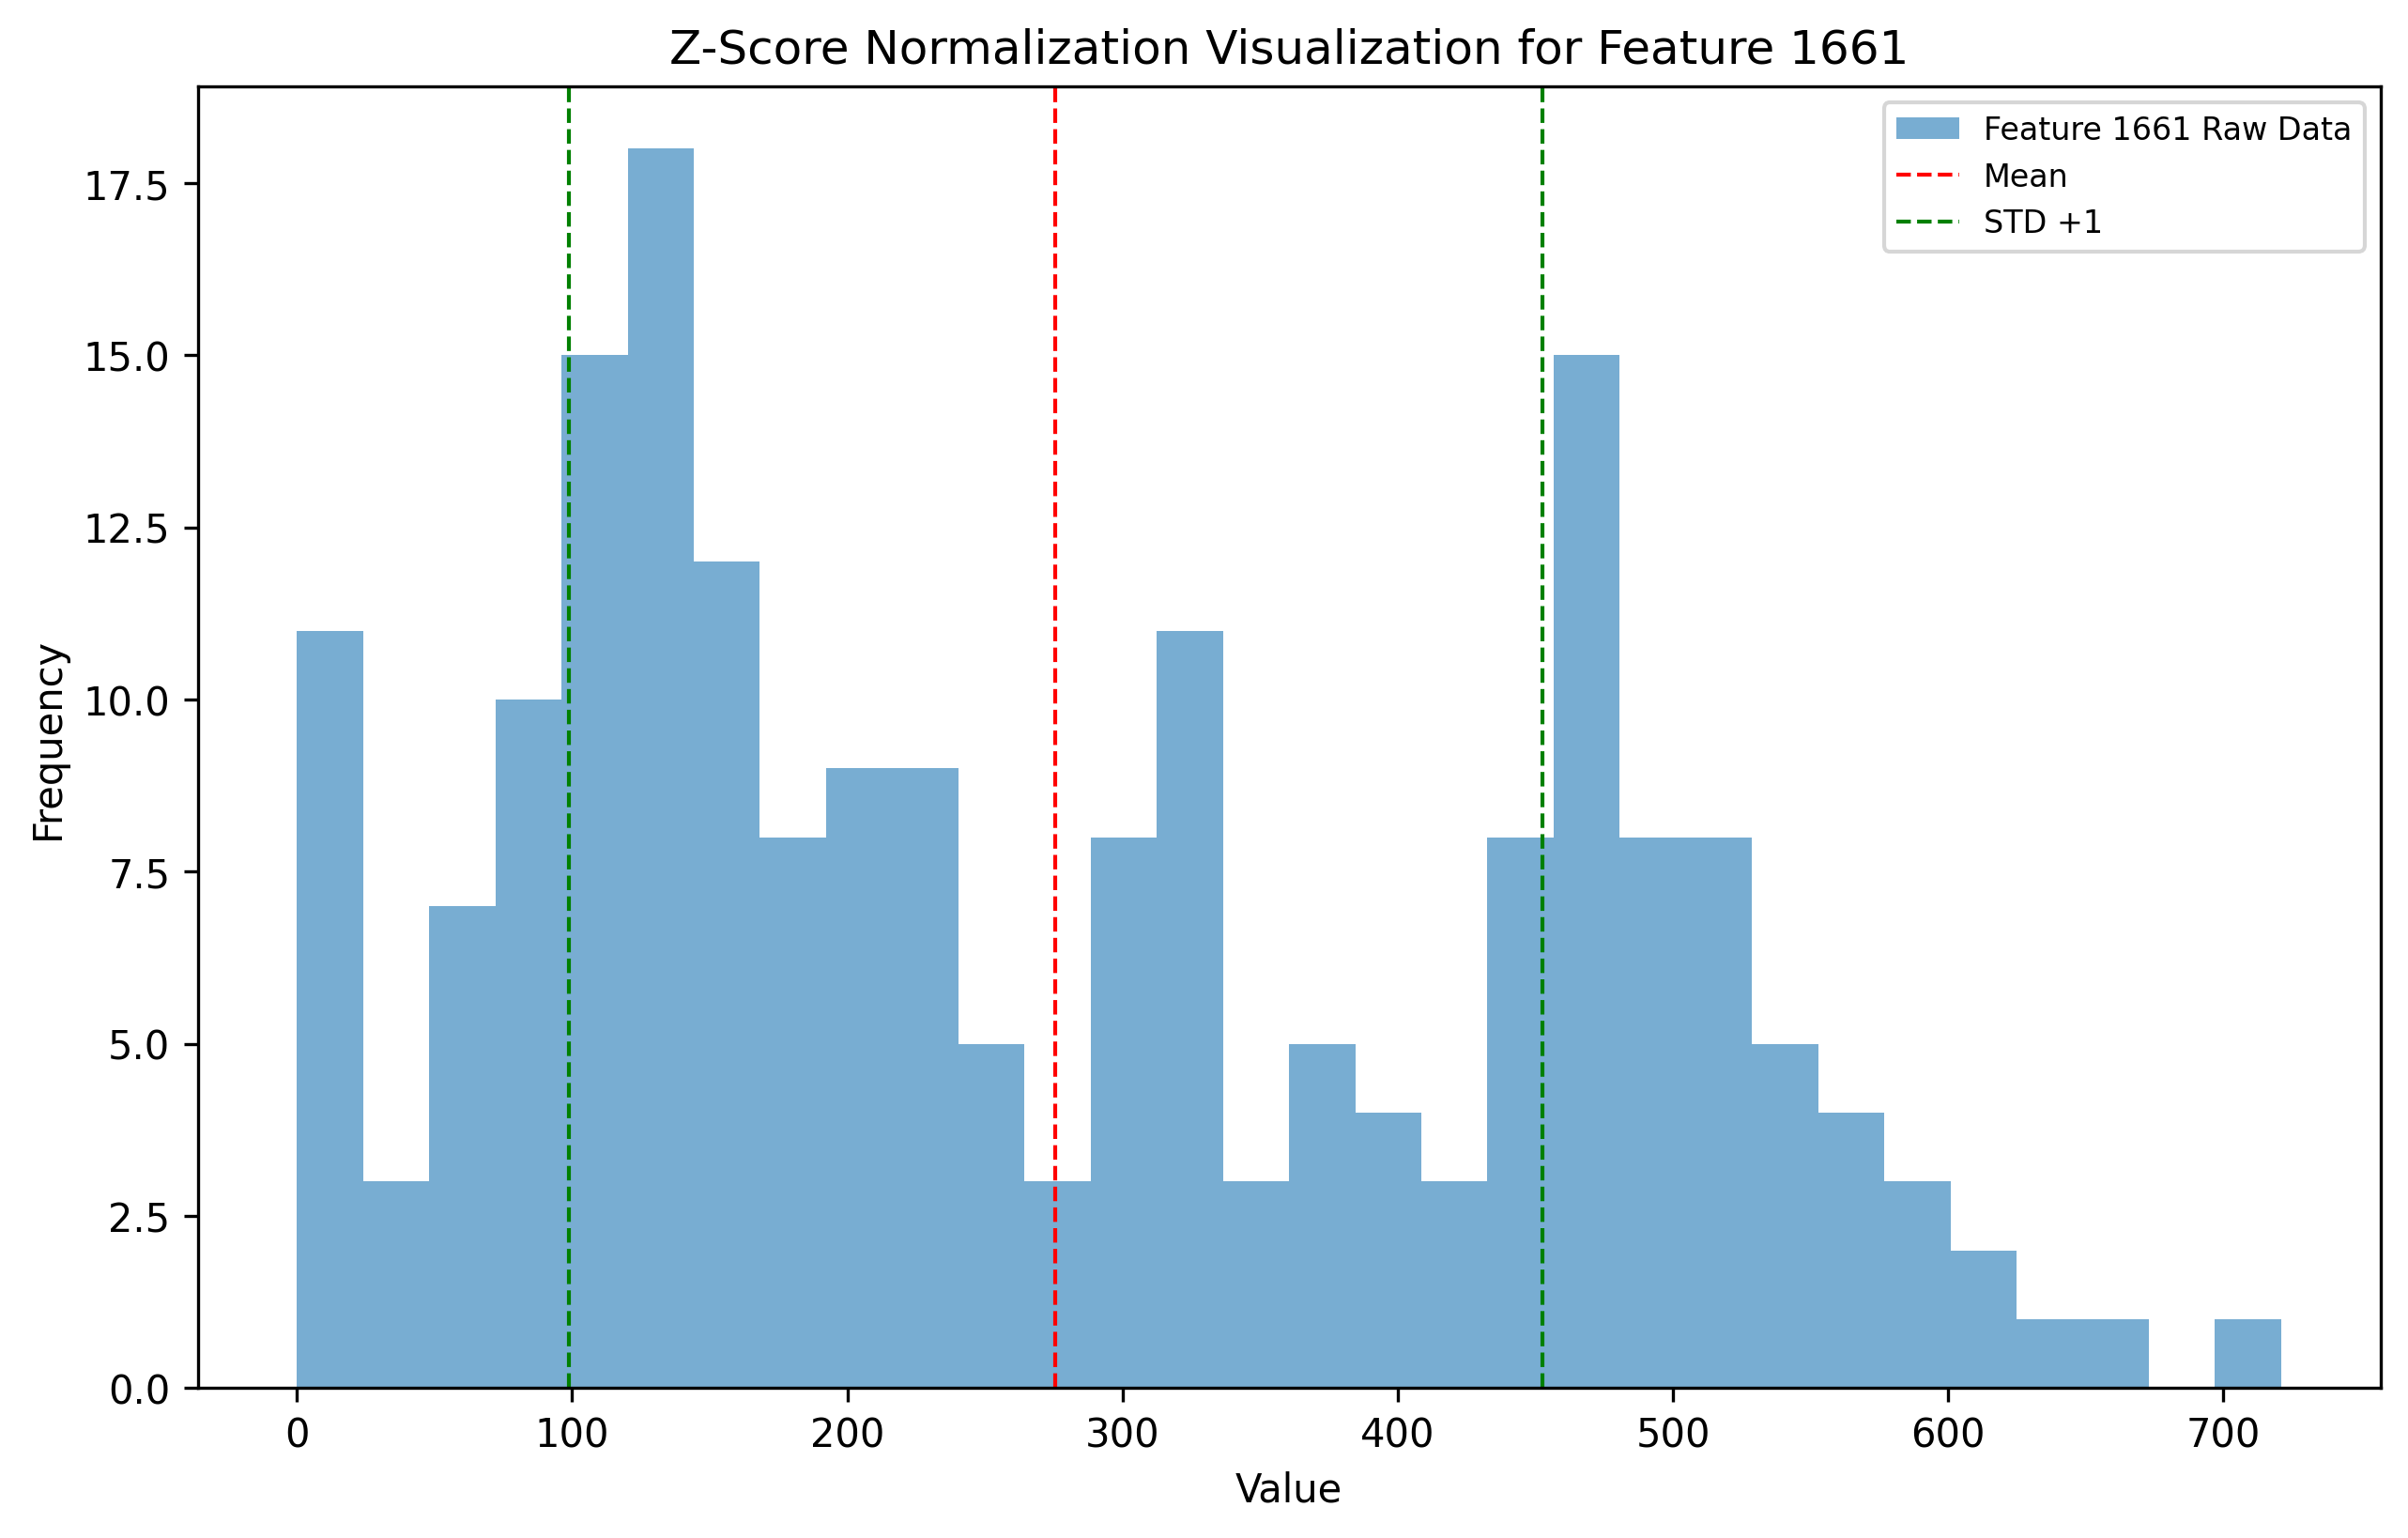 Z-Score Normalization Visualization for Feature 1661
Feature 1661 Raw Data
Mean
STD +1
Frequency
17.5
15.0
12.5
10.0
7.5
5.0
2.5
0.0
0 100 200 300 400 500 600 700
Value